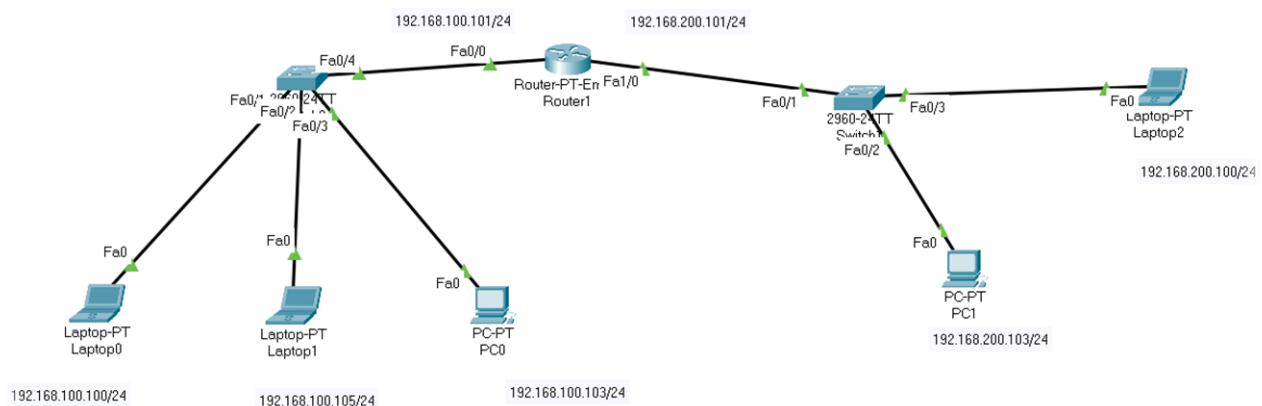 192.168.100.101/24
192.168.200.101/24
Fa0/4
Fa0/0
Router-PT-Em
Fa1/0
Router1
Fa0/2
Fa0/3
Fa0/1
2960-24TT
Switch1
Fa0/3
Fa0/2
Fa0
Laptop-PT
Laptop2
192.168.200.100/24
Fa0
Laptop-PT
Laptop0
192.168.100.100/24
Fa0
Laptop-PT
Laptop1
192.168.100.105/24
Fa0
PC-PT
PC0
192.168.100.103/24
Fa0
PC-PT
PC1
192.168.200.103/24